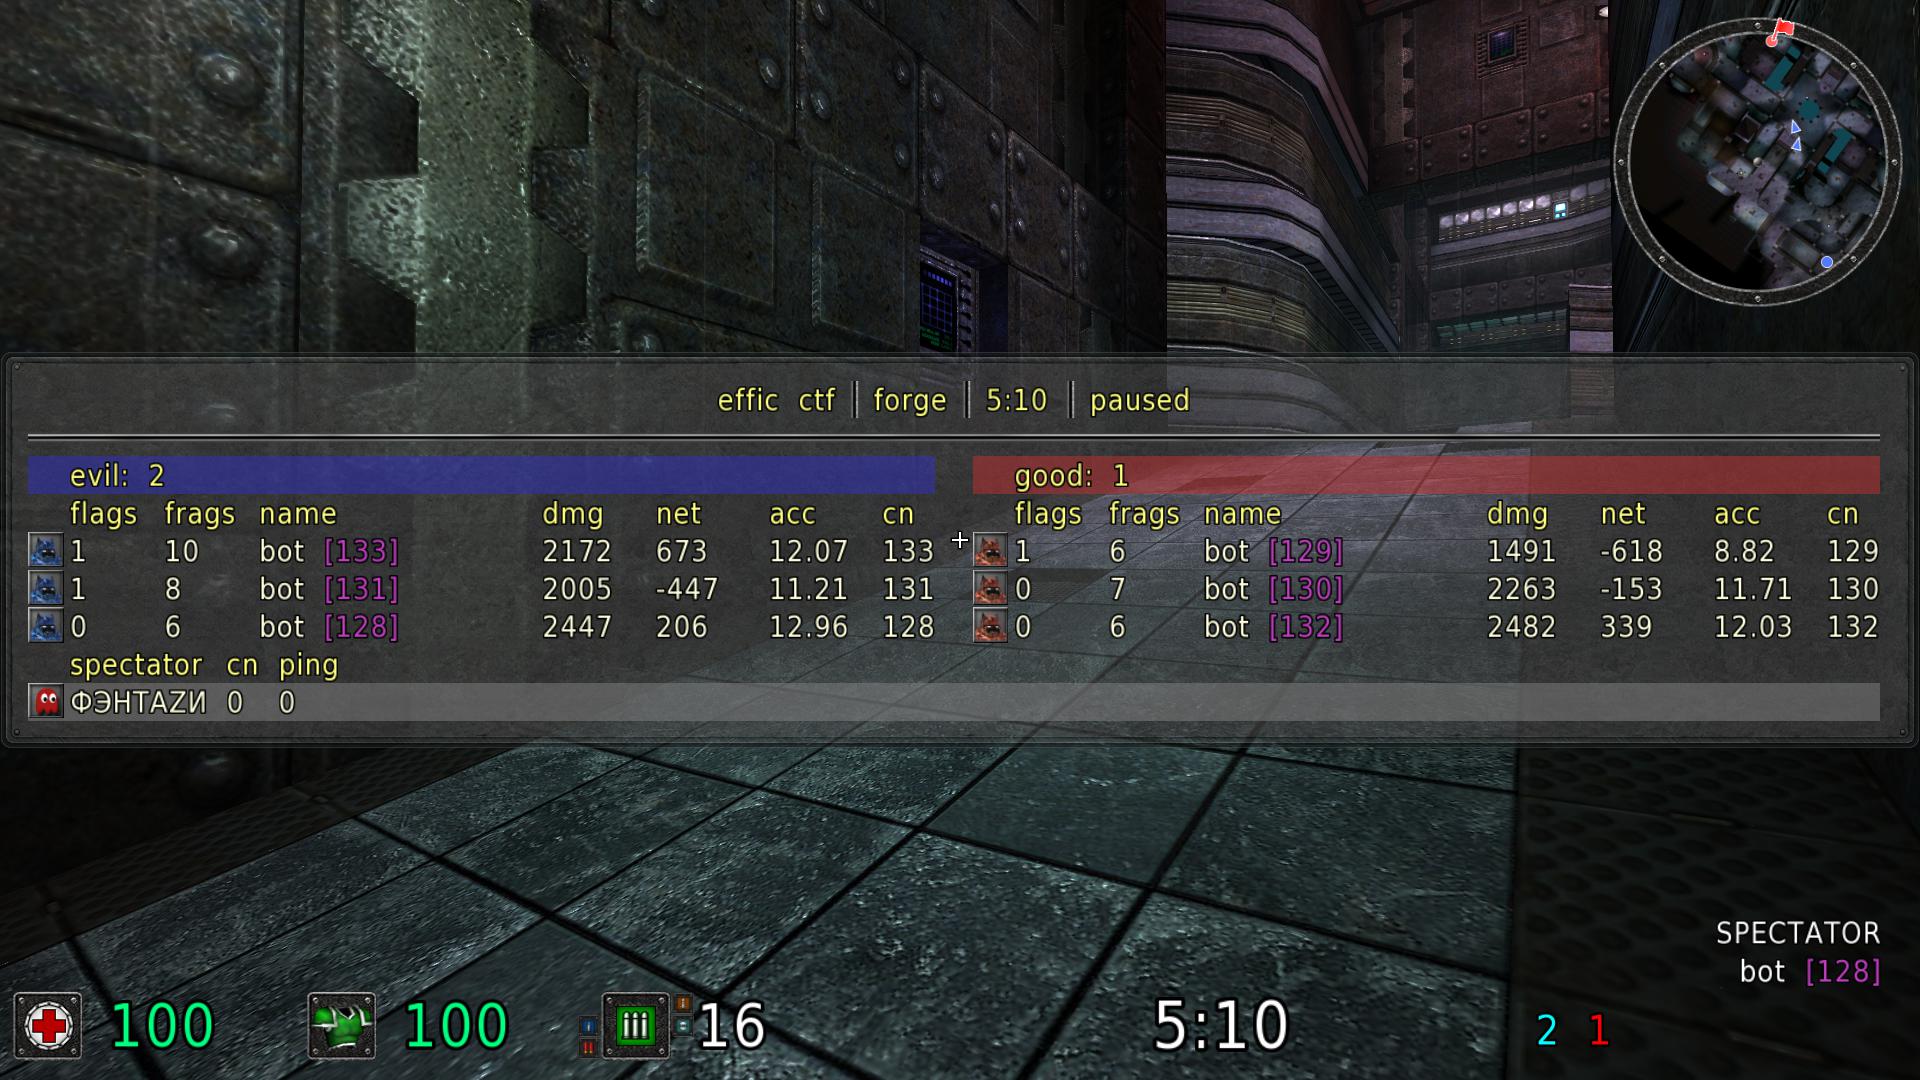 effic ctf forge 5:10 paused
evil: 2 good: 1
flags frags name dmg net acc cn flags frags name dmg net acc cn
1 10 bot [133] 2172 673 12.07 133 1 6 bot [129] 1491 -618 8.82 129
1 8 bot [131] 2005 -447 11.21 131 0 7 bot [130] 2263 -153 11.71 130
0 6 bot [128] 2447 206 12.96 128 0 6 bot [132] 2482 339 12.03 132
spectator cn ping
ФЭНТАZИ 0 0
SPECTATOR
bot [128]
100 100 16 5:10 2 1